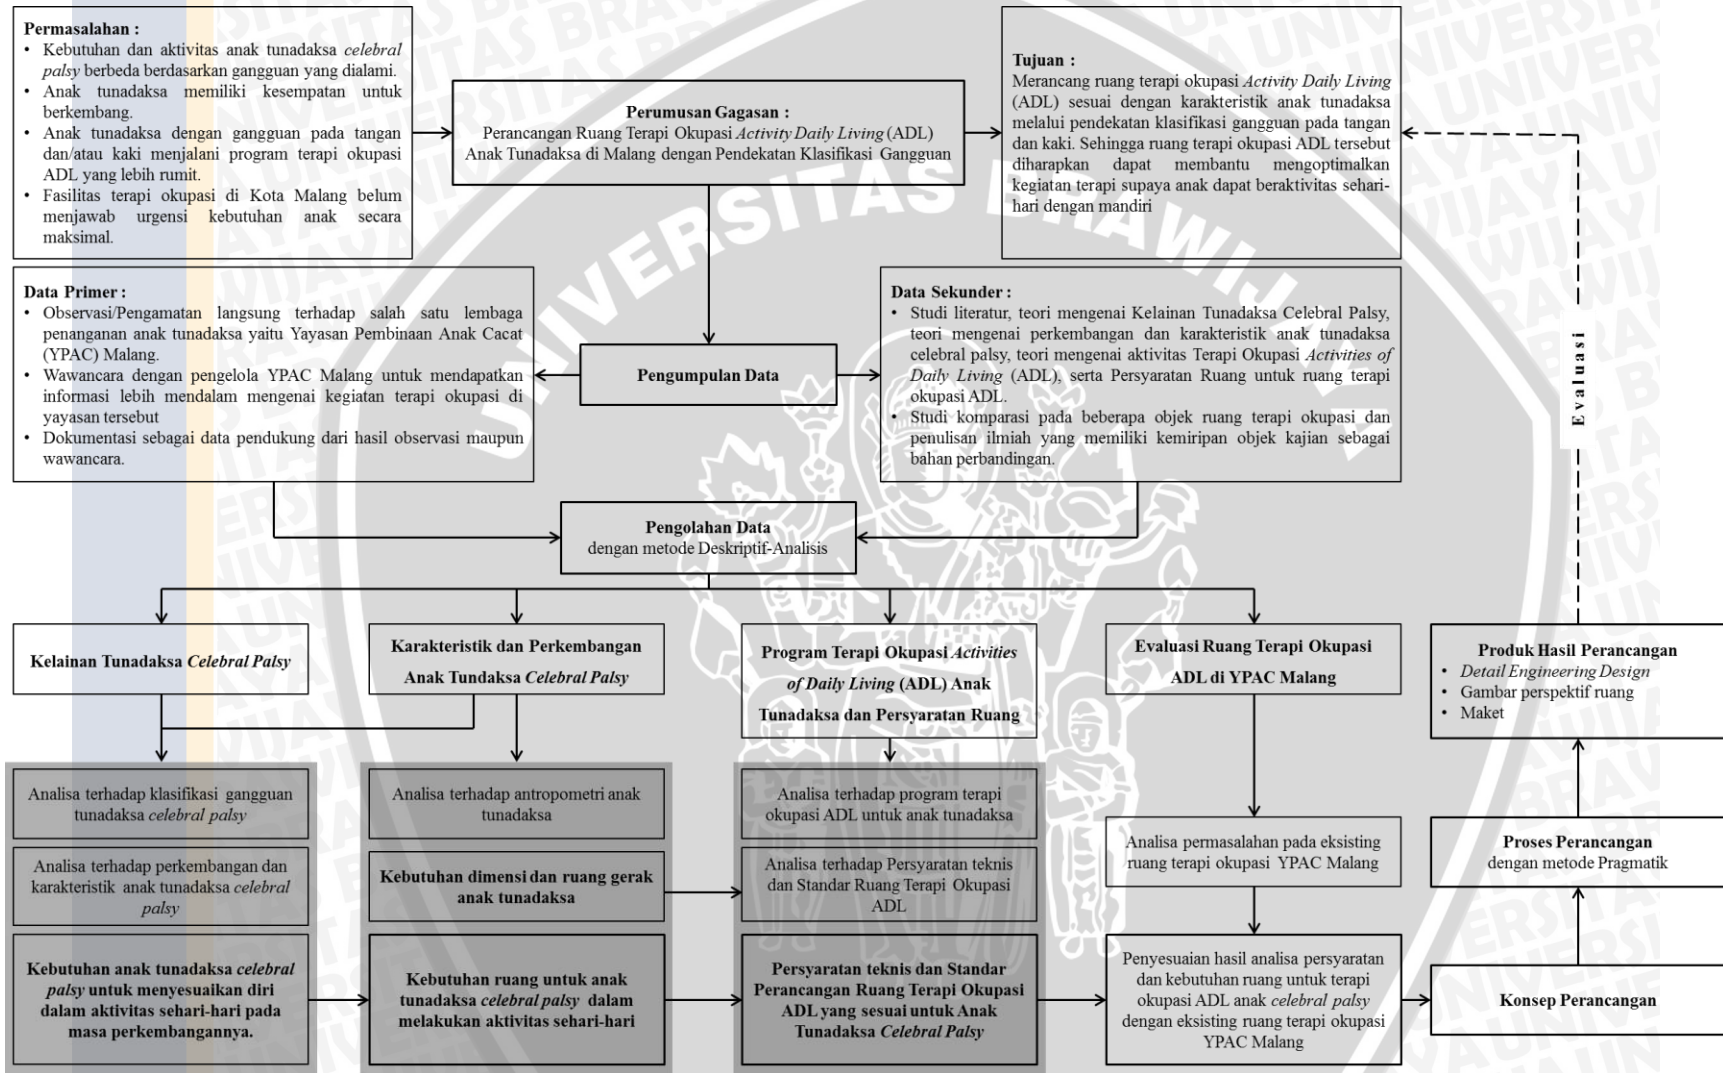 Permasalahan :
• Kebutuhan dan aktivitas anak tunadaksa celebral
palsy berbeda berdasarkan gangguan yang dialami.
• Anak tunadaksa memiliki kesempatan untuk
berkembang.
• Anak tunadaksa dengan gangguan pada tangan
dan/atau kaki menjalani program terapi okupasi
ADL yang lebih rumit.
• Fasilitas terapi okupasi di Kota Malang belum
menjawab urgensi kebutuhan anak secara
maksimal.
Perumusan Gagasan :
Perancangan Ruang Terapi Okupasi Activity Daily Living (ADL)
Anak Tunadaksa di Malang dengan Pendekatan Klasifikasi Gangguan
Tujuan :
Merancang ruang terapi okupasi Activity Daily Living
(ADL) sesuai dengan karakteristik anak tunadaksa
melalui pendekatan klasifikasi gangguan pada tangan
dan kaki. Sehingga ruang terapi okupasi ADL tersebut
diharapkan dapat membantu mengoptimalkan
kegiatan terapi supaya anak dapat beraktivitas sehari-
hari dengan mandiri
UNIVERSITAS BRAWIJAYA
Data Primer :
• Observasi/Pengamatan langsung terhadap salah satu lembaga
penanganan anak tunadaksa yaitu Yayasan Pembinaan Anak Cacat
(YPAC) Malang.
• Wawancara dengan pengelola YPAC Malang untuk mendapatkan
informasi lebih mendalam mengenai kegiatan terapi okupasi di
yayasan tersebut
• Dokumentasi sebagai data pendukung dari hasil observasi maupun
wawancara.
Pengumpulan Data
Data Sekunder :
• Studi literatur, teori mengenai Kelainan Tunadaksa Celebral Palsy,
teori mengenai perkembangan dan karakteristik anak tunadaksa
celebral palsy, teori mengenai aktivitas Terapi Okupasi Activities of
Daily Living (ADL), serta Persyaratan Ruang untuk ruang terapi
okupasi ADL.
• Studi komparasi pada beberapa objek ruang terapi okupasi dan
penulisan ilmiah yang memiliki kemiripan objek kajian sebagai
bahan perbandingan.
Evaluasi
Pengolahan Data
dengan metode Deskriptif-Analisis
Kelainan Tunadaksa Celebral Palsy
Karakteristik dan Perkembangan
Anak Tundaksa Celebral Palsy
Program Terapi Okupasi Activities
of Daily Living (ADL) Anak
Tunadaksa dan Persyaratan Ruang
Evaluasi Ruang Terapi Okupasi
ADL di YPAC Malang
Produk Hasil Perancangan
• Detail Engineering Design
• Gambar perspektif ruang
• Maket
Analisa terhadap klasifikasi gangguan
tunadaksa celebral palsy
Analisa terhadap antropometri anak
tunadaksa
Analisa terhadap program terapi
okupasi ADL untuk anak tunadaksa
Analisa permasalahan pada eksisting
ruang terapi okupasi YPAC Malang
Proses Perancangan
dengan metode Pragmatik
Analisa terhadap perkembangan dan
karakteristik anak tunadaksa celebral
palsy
Kebutuhan dimensi dan ruang gerak
anak tunadaksa
Analisa terhadap Persyaratan teknis
dan Standar Ruang Terapi Okupasi
ADL
Kebutuhan anak tunadaksa celebral
palsy untuk menyesuaikan diri
dalam aktivitas sehari-hari pada
masa perkembangannya.
Kebutuhan ruang untuk anak
tunadaksa celebral palsy dalam
melakukan aktivitas sehari-hari
Persyaratan teknis dan Standar
Perancangan Ruang Terapi Okupasi
ADL yang sesuai untuk Anak
Tunadaksa Celebral Palsy
Penyesuaian hasil analisa persyaratan
dan kebutuhan ruang untuk terapi
okupasi ADL anak celebral palsy
dengan eksisting ruang terapi okupasi
YPAC Malang
Konsep Perancangan